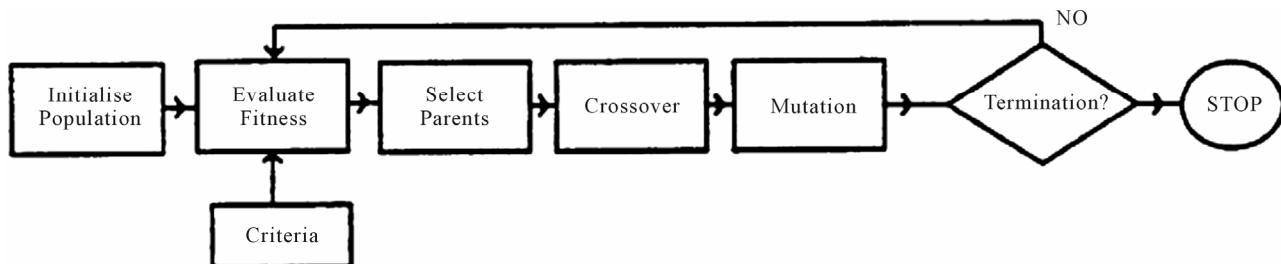 NO
Initialise
Population
Evaluate
Fitness
Select
Parents
Crossover
Mutation
Termination?
STOP
Criteria